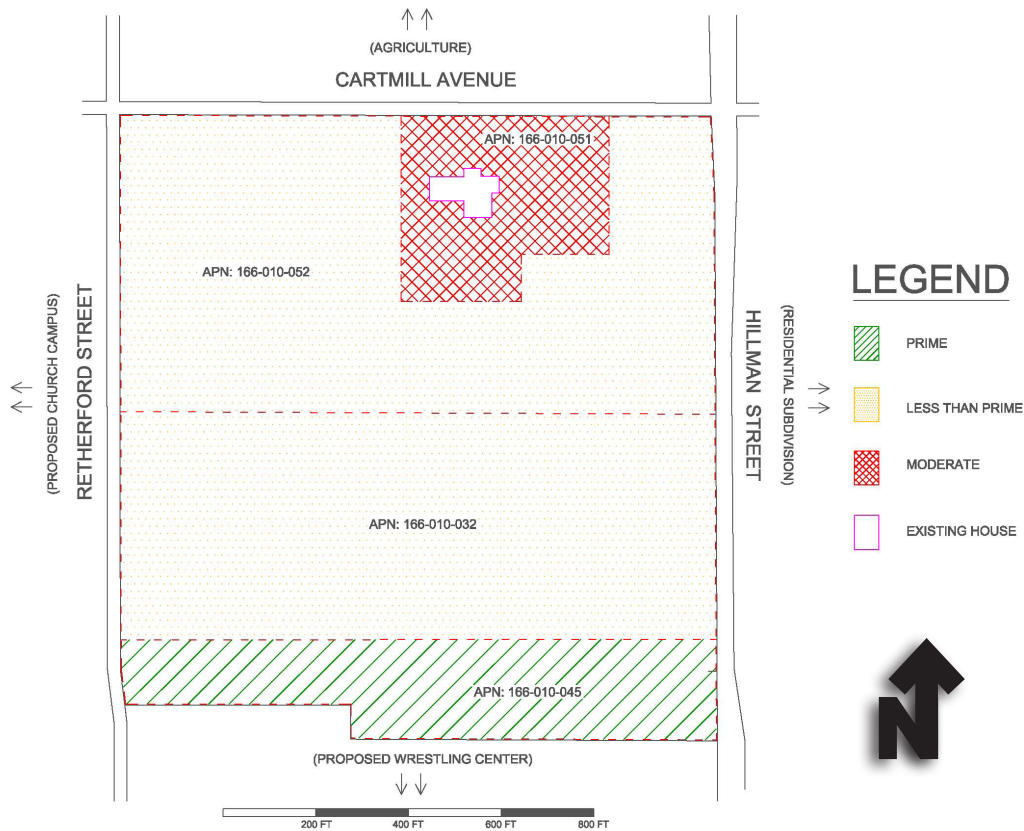 (AGRICULTURE)
CARTMILL AVENUE
APN: 166-010-051
APN: 166-010-052
(PROPOSED CHURCH CAMPUS)
RETHERFORD STREET
HILLMAN STREET
(RESIDENTIAL SUBDIVISION)
LEGEND
PRIME
LESS THAN PRIME
MODERATE
EXISTING HOUSE
APN: 166-010-032
APN: 166-010-045
(PROPOSED WRESTLING CENTER)
N
200 FT 400 FT 600 FT 800 FT